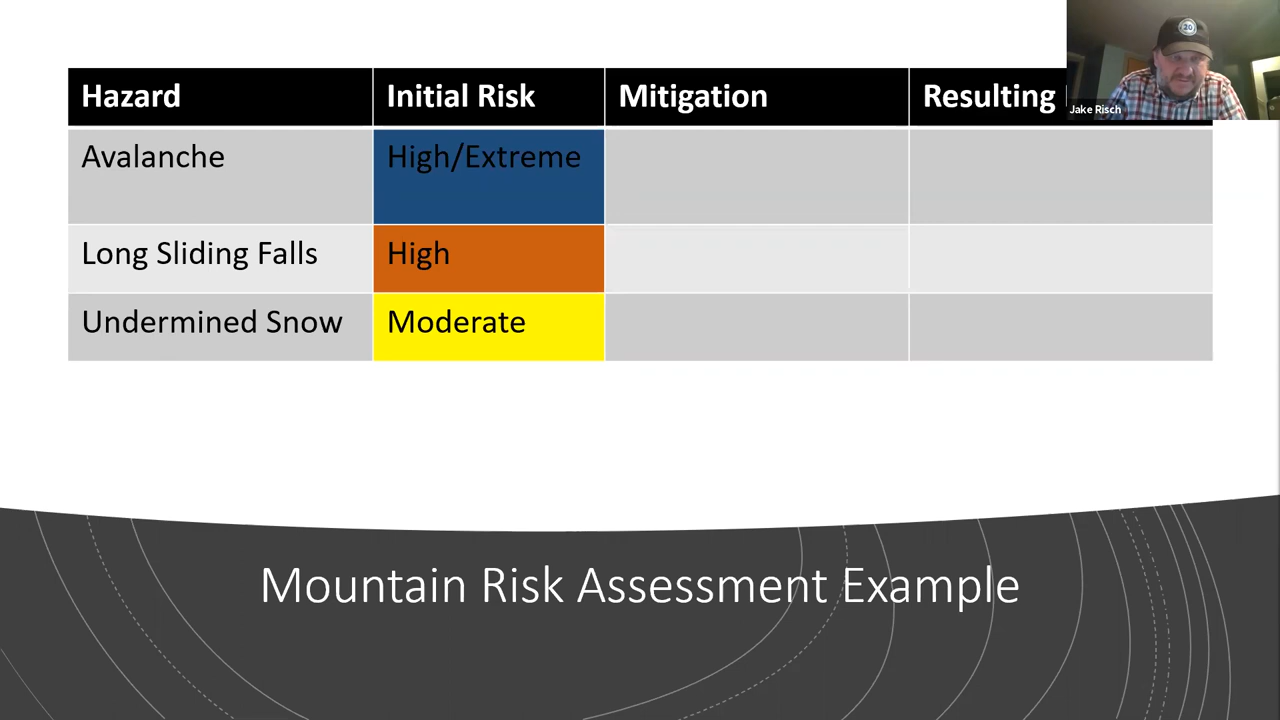 Hazard Initial Risk Mitigation Resulting
Jake Risch
Avalanche High/Extreme
Long Sliding Falls High
Undermined Snow Moderate
Mountain Risk Assessment Example
20